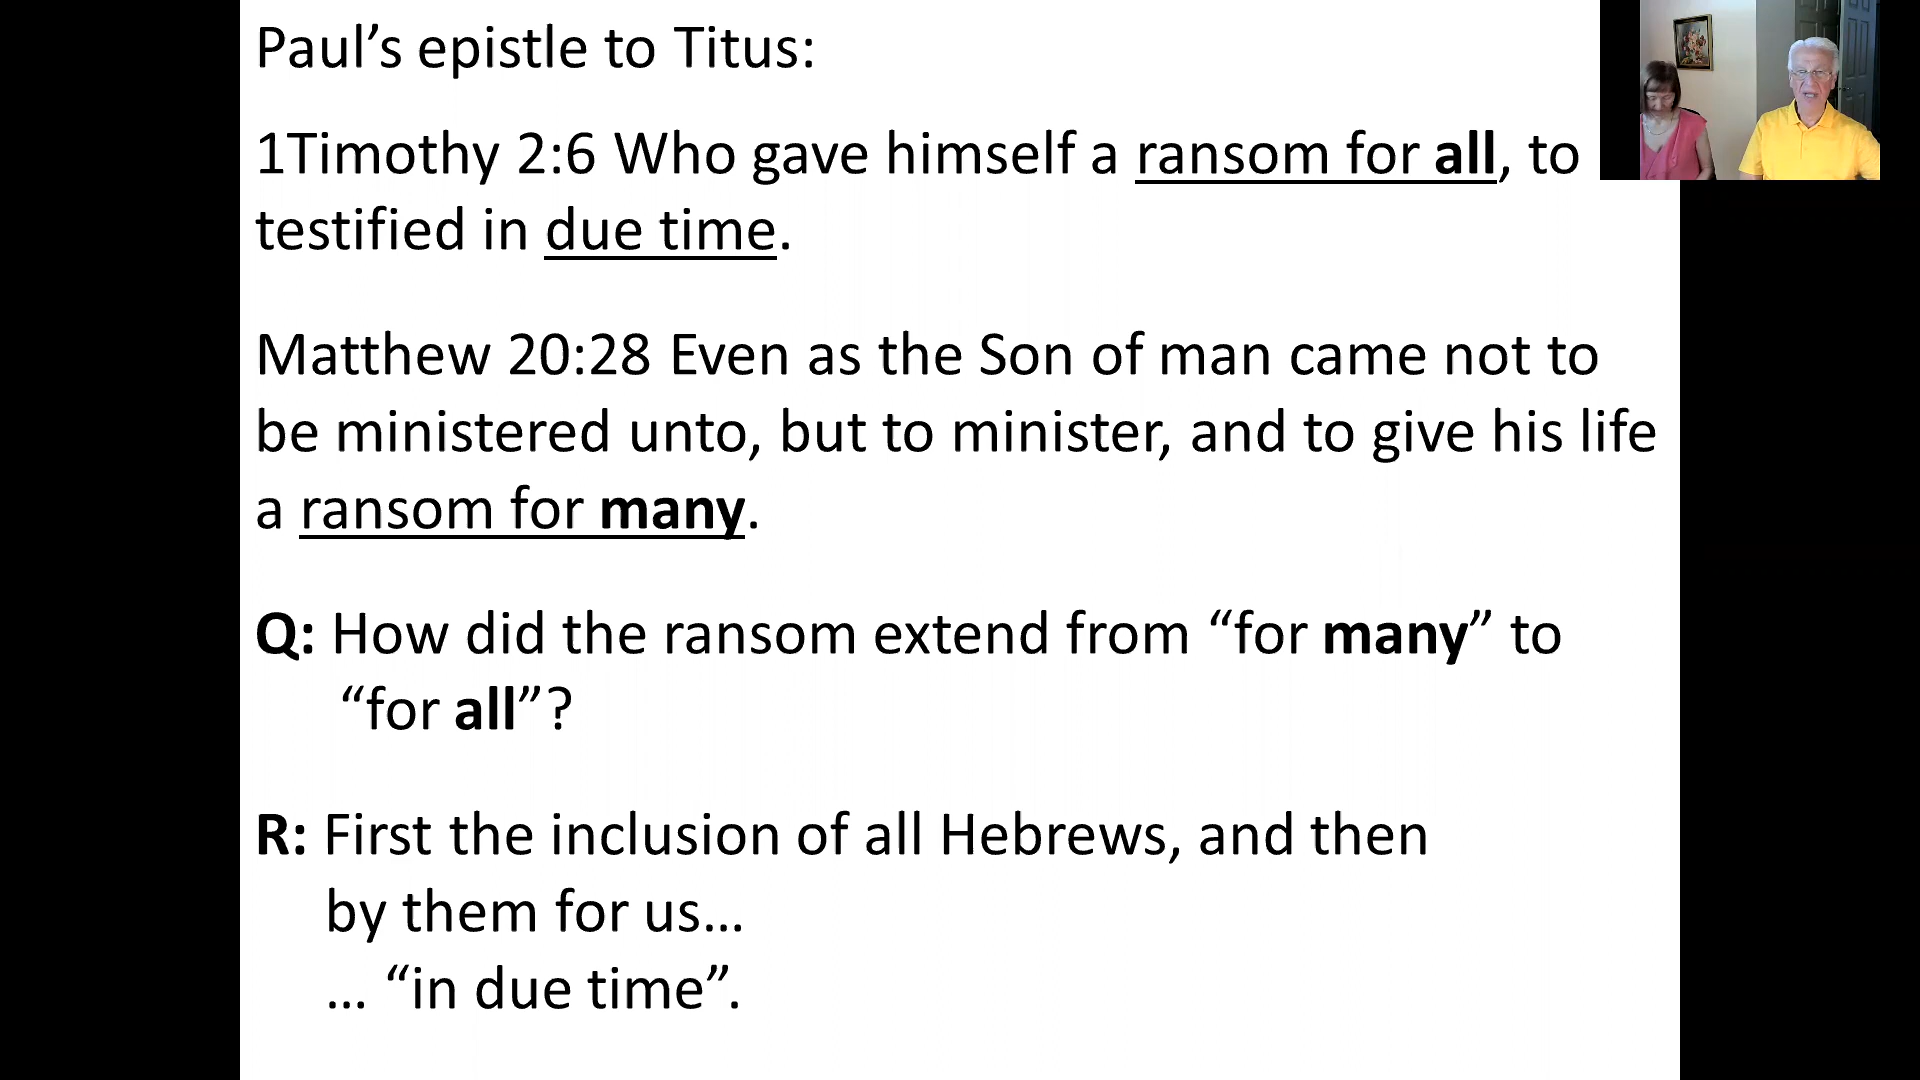 Paul’s epistle to Titus:
1Timothy 2:6 Who gave himself a ransom for all, to
testified in due time.
Matthew 20:28 Even as the Son of man came not to
be ministered unto, but to minister, and to give his life
a ransom for many.
Q: How did the ransom extend from “for many” to
“for all”?
R: First the inclusion of all Hebrews, and then
by them for us…
… “in due time”.